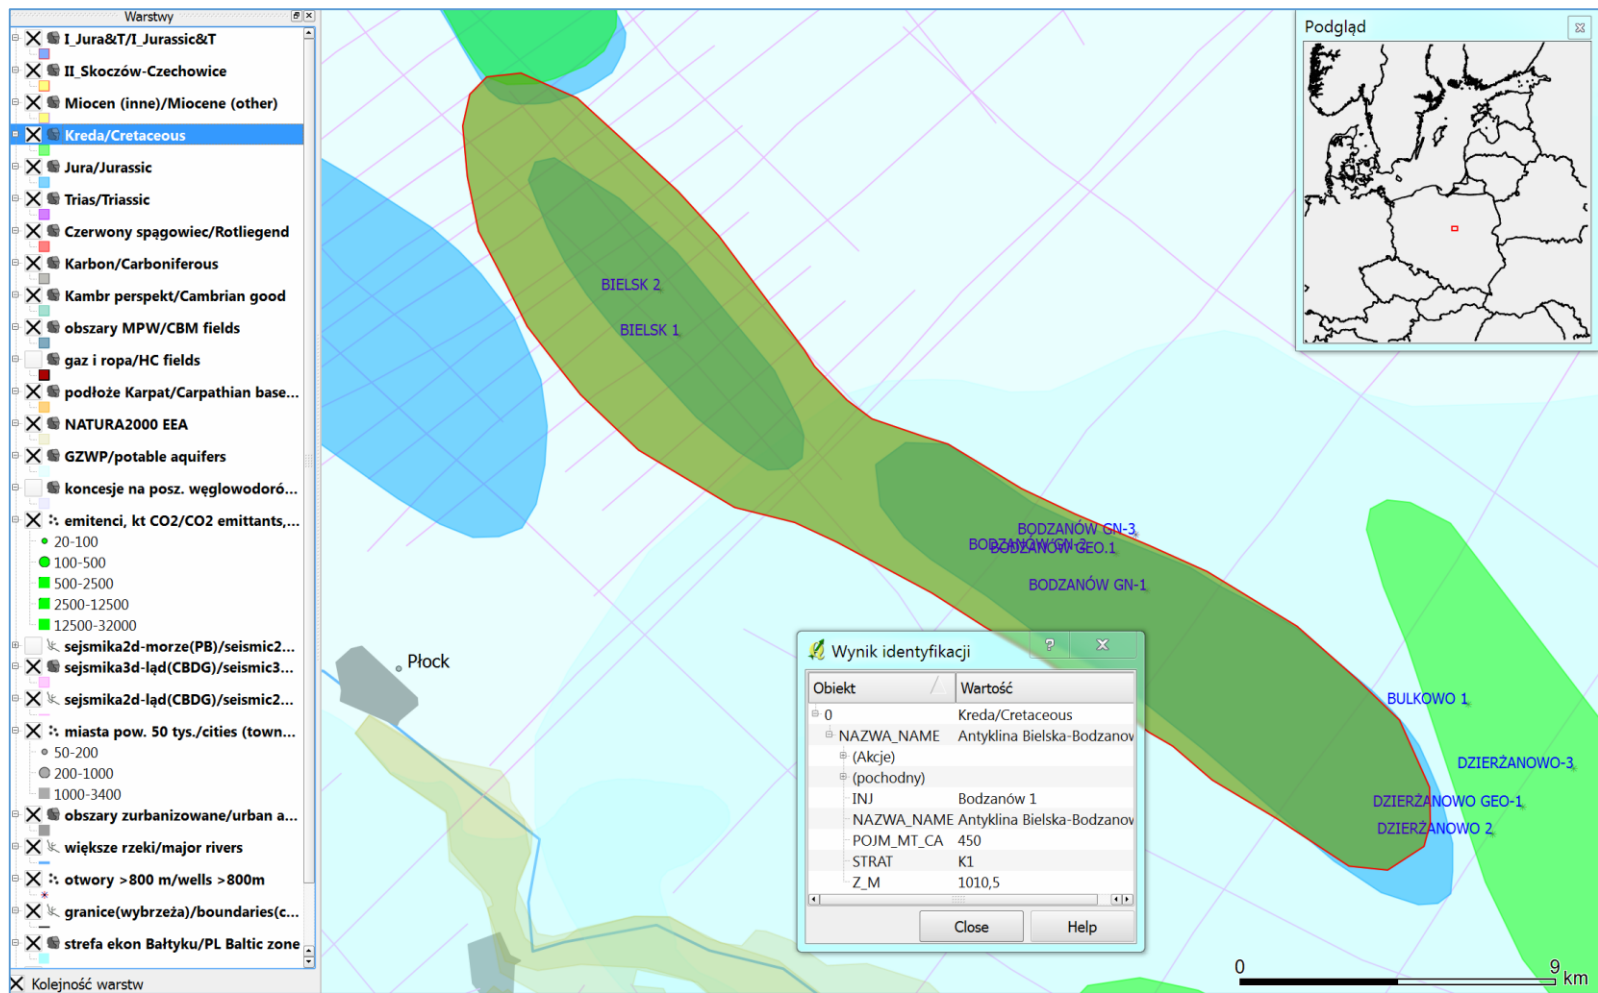 Warstwy
I_Jura&T/I_Jurassic&T
II_Skoczów-Czechowice
Miocen (inne)/Miocene (other)
Kreda/Cretaceous
Jura/Jurassic
Trias/Triassic
Czerwony spągowiec/Rotliegend
Karbon/Carboniferous
Kambr perspekt/Cambrian good
obszary MPW/CBM fields
gaz i ropa/HC fields
podłoże Karpat/Carpathian base...
NATURA2000 EEA
GZWP/potable aquifers
koncesje na posz. węglowodoró...
emitenci, kt CO2/CO2 emittants,...
20-100
100-500
500-2500
2500-12500
12500-32000
sejsmika2d-morze(PB)/seismic2...
sejsmika3d-ląd(CBDG)/seismic3...
sejsmika2d-ląd(CBDG)/seismic2...
miasta pow. 50 tys./cities (town...
50-200
200-1000
1000-3400
obszary zurbanizowane/urban a...
większe rzeki/major rivers
otwory >800 m/wells >800m
granice(wybrzeża)/boundaries(c...
strefa ekon Bałtyku/PL Baltic zone
Kolejność warstw
BIELSK 2
BIELSK 1
BODZANÓW GN-3
BODZANÓW GN-2
BODZANÓW GEO.1
BODZANÓW GN-1
Płock
BULKOWO 1
DZIERŻANOWO-3
DZIERŻANOWO GEO-1
DZIERŻANOWO 2
Podgląd
Wynik identyfikacji
?
Obiekt Wartość
0 Kreda/Cretaceous
NAZWA_NAME Antyklina Bielska-Bodzanov
(Akcje)
(pochodny)
INJ Bodzanów 1
NAZWA_NAME Antyklina Bielska-Bodzanov
POJM_MT_CA 450
STRAT K1
Z_M 1010,5
Close Help
0 9 km